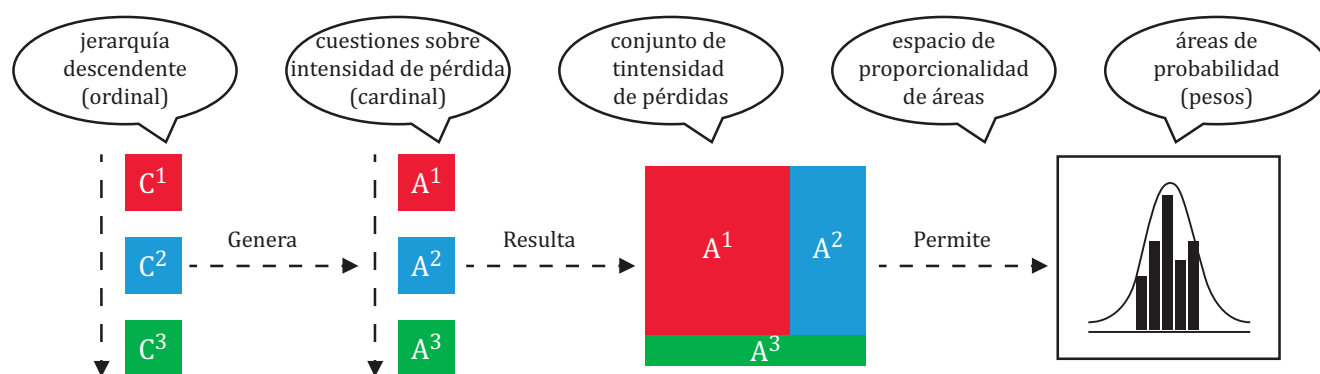 jerarquía
descendente
(ordinal)
cuestiones sobre
intensidad de pérdida
(cardinal)
conjunto de
tintensidad
de pérdidas
espacio de
proporcionalidad
de áreas
áreas de
probabilidad
(pesos)
C¹
C²
C³
Genera
A¹
A²
A³
Resulta
A¹
A²
A³
Permite